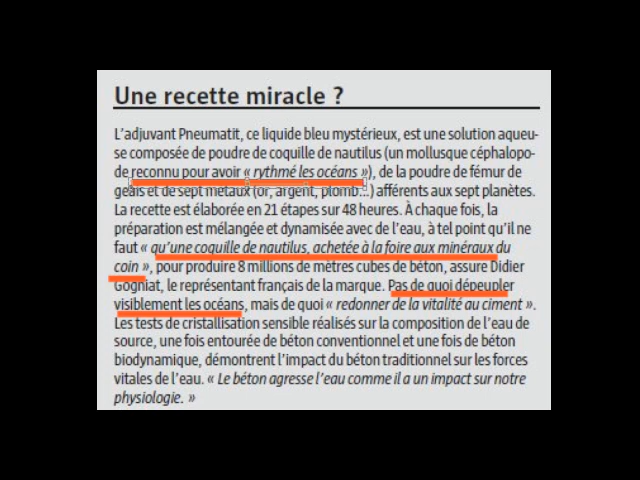 Une recette miracle ?
L'adjuvant Pneumatit, ce liquide bleu mystérieux, est une solution aqueu-
se composée de poudre de coquille de nautilus (un mollusque céphalopo-
de reconnu pour avoir « rythmé les océans »), de la poudre de fémur de
geais et de sept métaux (or, argent, plomb...) afférents aux sept planètes.
La recette est élaborée en 21 étapes sur 48 heures. À chaque fois, la
préparation est mélangée et dynamisée avec de l'eau, à tel point qu'il ne
faut « qu'une coquille de nautilus, achetée à la foire aux minéraux du
coin », pour produire 8 millions de mètres cubes de béton, assure Didier
Gogniat, le représentant français de la marque. Pas de quoi dépeupler
visiblement les océans, mais de quoi « redonner de la vitalité au ciment ».
Les tests de cristallisation sensible réalisés sur la composition de l'eau de
source, une fois entourée de béton conventionnel et une fois de béton
biodynamique, démontrent l'impact du béton traditionnel sur les forces
vitales de l'eau. « Le béton agresse l'eau comme il a un impact sur notre
physiologie. »